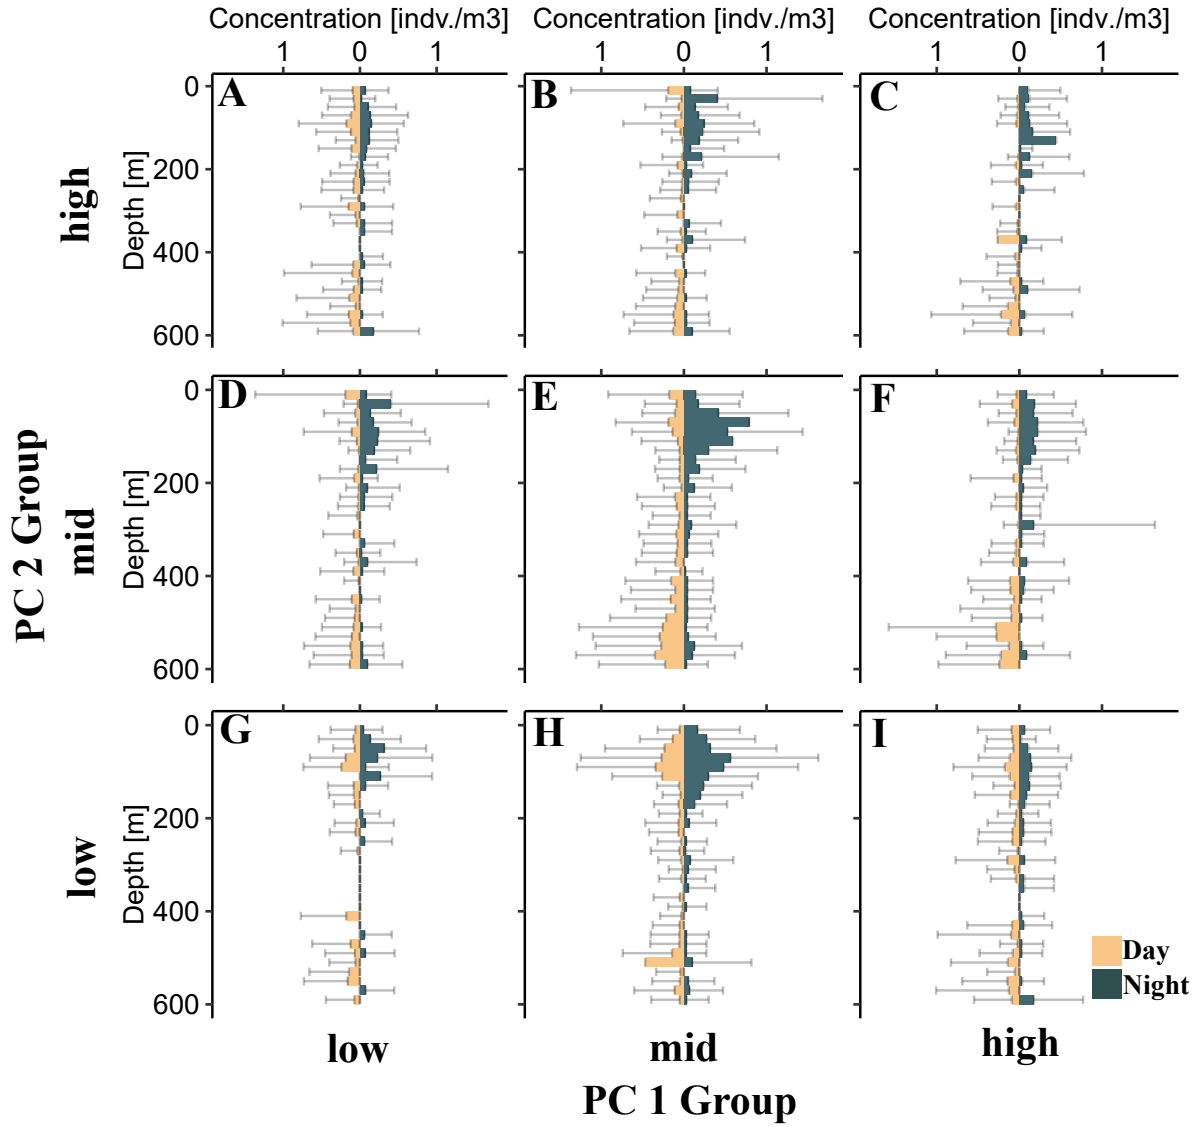 Concentration [indv./m3] Concentration [indv./m3] Concentration [indv./m3]
1 0 1 1 0 1 1 0 1
A B C
0
200
400
600
Depth [m]
high
D E F
0
200
400
600
Depth [m]
mid
PC 2 Group
G H I
0
200
400
600
Depth [m]
low
Day
Night
low mid high
PC 1 Group